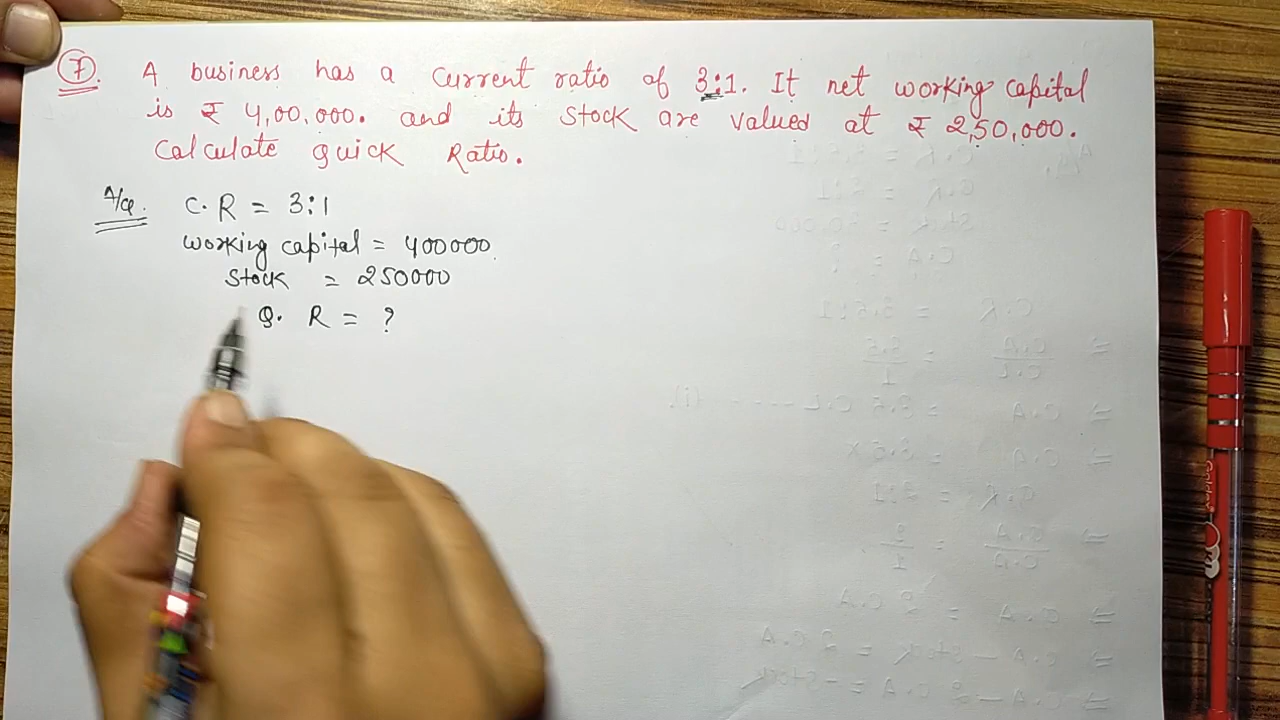 7. A business has a current ratio of 3:1. It net working capital
is ₹ 4,00,000. and its stock are valued at ₹ 2,50,000.
Calculate quick Ratio.
A/q. C.R = 3:1
working capital = 400000
Stock = 250000
Q. R = ?